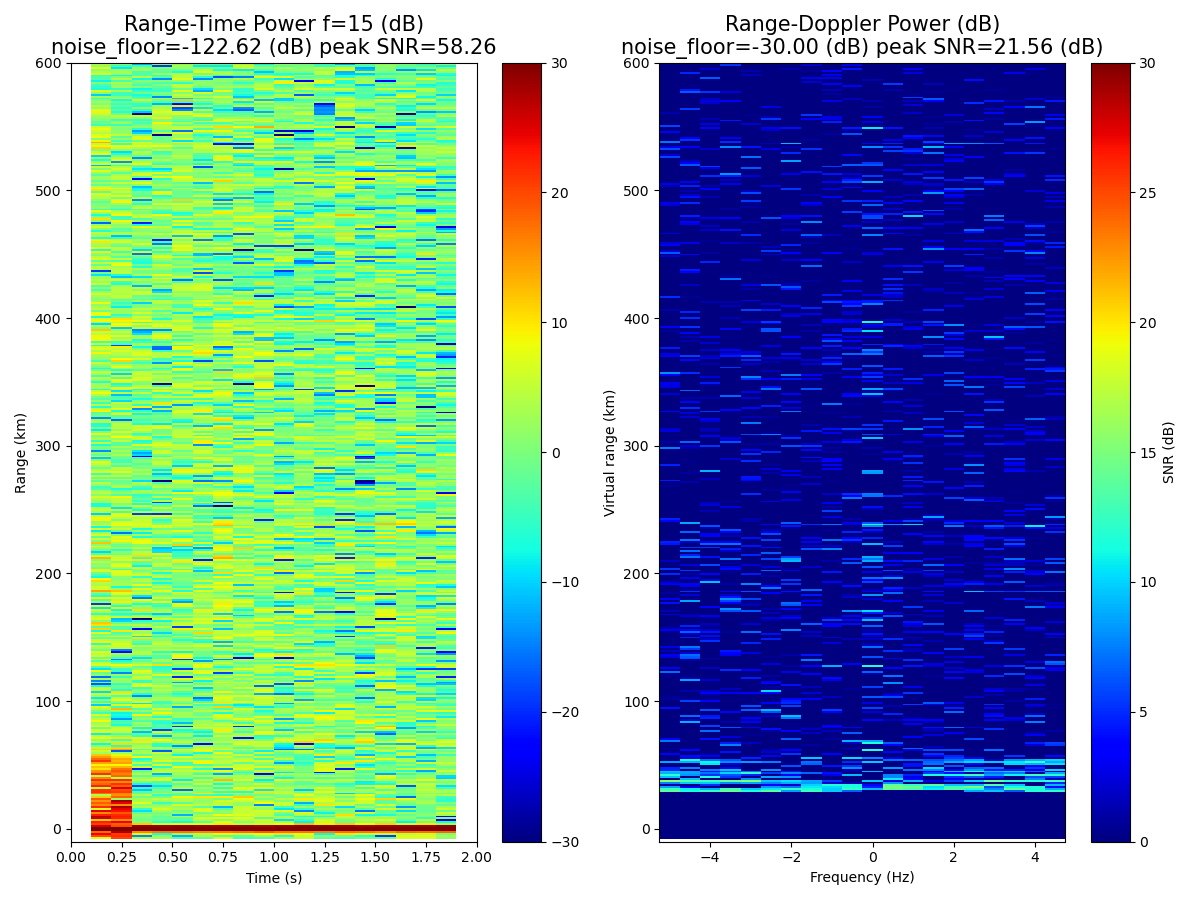 Range-Time Power f=15 (dB)
noise_floor=-122.62 (dB) peak SNR=58.26
600
500
400
300
200
100
0
Range (km)
0.00 0.25 0.50 0.75 1.00 1.25 1.50 1.75 2.00
Time (s)
30
20
10
0
−10
−20
−30
Range-Doppler Power (dB)
noise_floor=-30.00 (dB) peak SNR=21.56 (dB)
600
500
400
300
200
100
0
Virtual range (km)
−4 −2 0 2 4
Frequency (Hz)
30
25
20
15
10
5
0
SNR (dB)